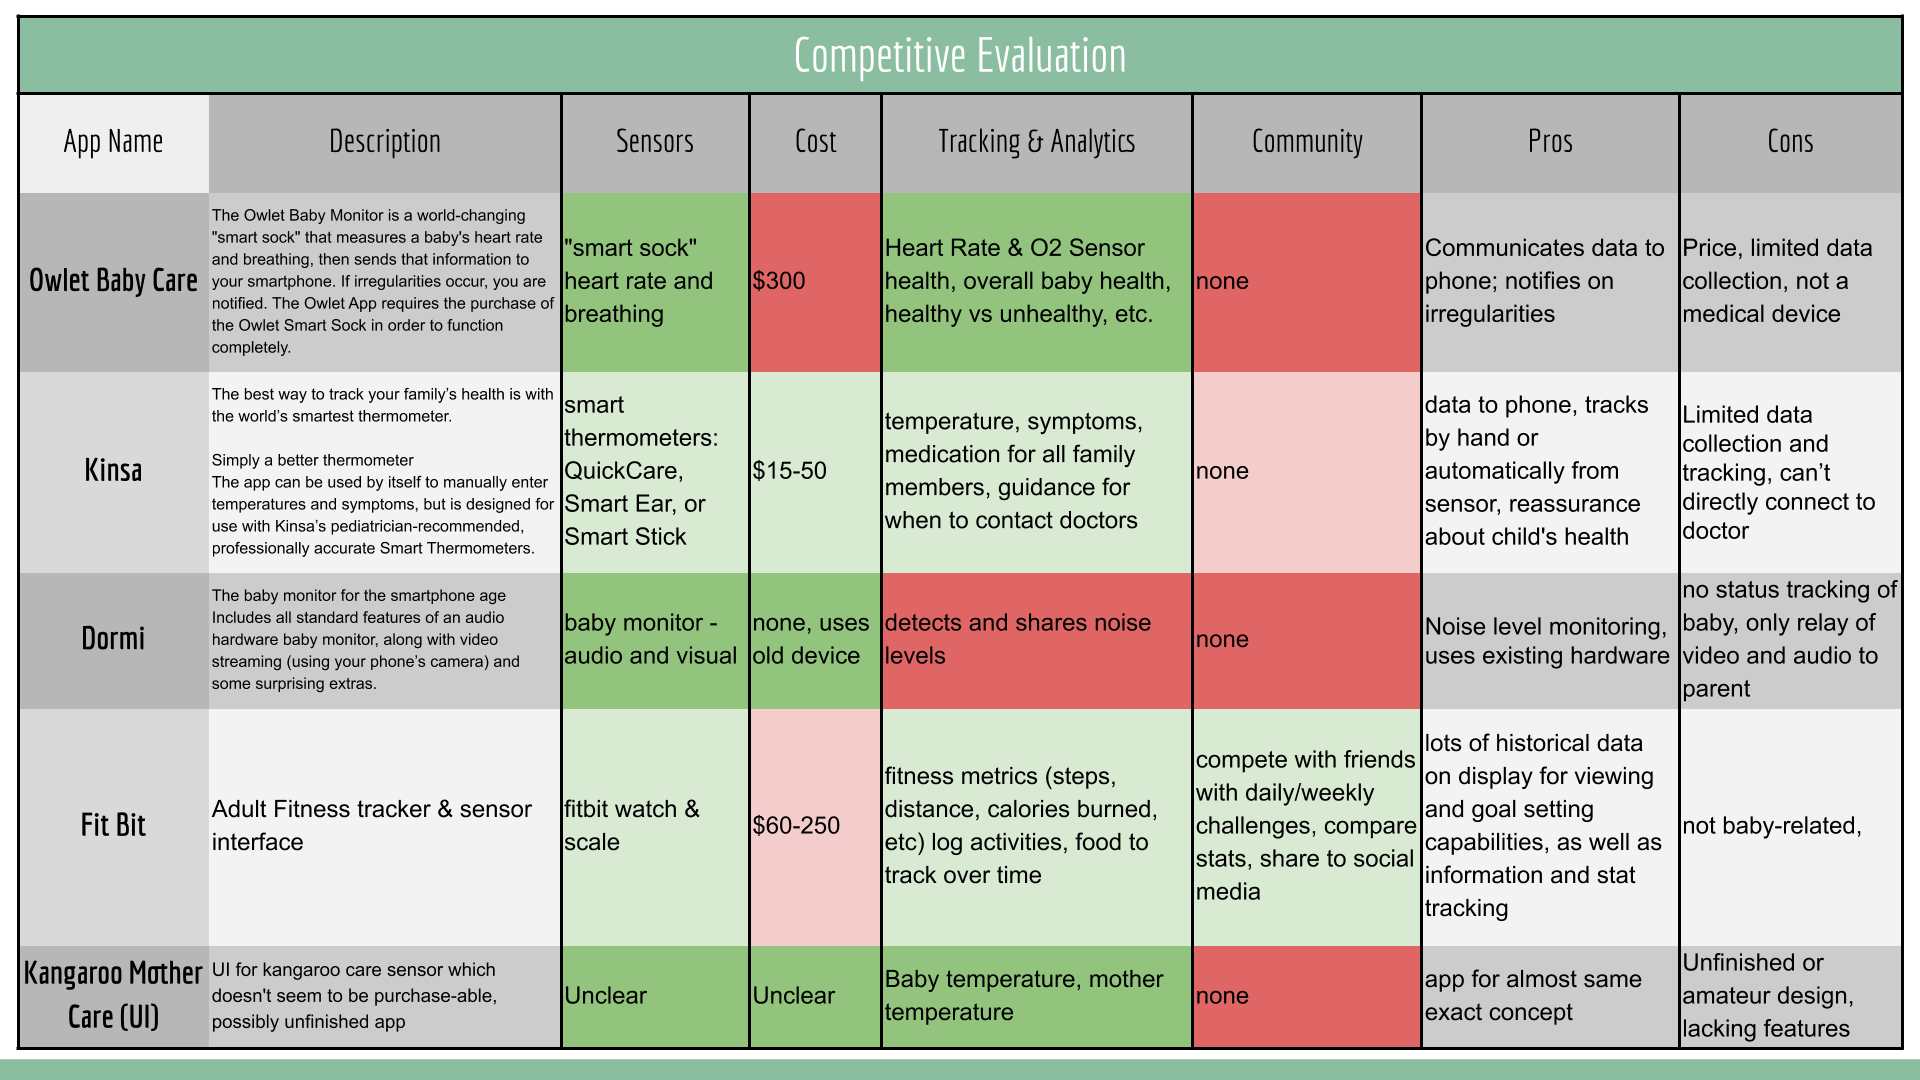 Competitive Evaluation
App Name
Description
Sensors
Cost
Tracking & Analytics
Community
Pros
Cons
Owlet Baby Care
The Owlet Baby Monitor is a world-changing
"smart sock" that measures a baby's heart rate
and breathing, then sends that information to
your smartphone. If irregularities occur, you are
notified. The Owlet App requires the purchase of
the Owlet Smart Sock in order to function
completely.
"smart sock"
heart rate and
breathing
$300
Heart Rate & O2 Sensor
health, overall baby health,
healthy vs unhealthy, etc.
none
Communicates data to
phone; notifies on
irregularities
Price, limited data
collection, not a
medical device
Kinsa
The best way to track your family’s health is with
the world’s smartest thermometer.
Simply a better thermometer
The app can be used by itself to manually enter
temperatures and symptoms, but is designed for
use with Kinsa’s pediatrician-recommended,
professionally accurate Smart Thermometers.
smart
thermometers:
QuickCare,
Smart Ear, or
Smart Stick
$15-50
temperature, symptoms,
medication for all family
members, guidance for
when to contact doctors
none
data to phone, tracks
by hand or
automatically from
sensor, reassurance
about child's health
Limited data
collection and
tracking, can’t
directly connect to
doctor
Dormi
The baby monitor for the smartphone age
Includes all standard features of an audio
hardware baby monitor, along with video
streaming (using your phone’s camera) and
some surprising extras.
baby monitor -
audio and visual
none, uses
old device
detects and shares noise
levels
none
Noise level monitoring,
uses existing hardware
no status tracking of
baby, only relay of
video and audio to
parent
Fit Bit
Adult Fitness tracker & sensor
interface
fitbit watch &
scale
$60-250
fitness metrics (steps,
distance, calories burned,
etc) log activities, food to
track over time
compete with friends
with daily/weekly
challenges, compare
stats, share to social
media
lots of historical data
on display for viewing
and goal setting
capabilities, as well as
information and stat
tracking
not baby-related,
Kangaroo Mother
Care (UI)
UI for kangaroo care sensor which
doesn't seem to be purchase-able,
possibly unfinished app
Unclear
Unclear
Baby temperature, mother
temperature
none
app for almost same
exact concept
Unfinished or
amateur design,
lacking features